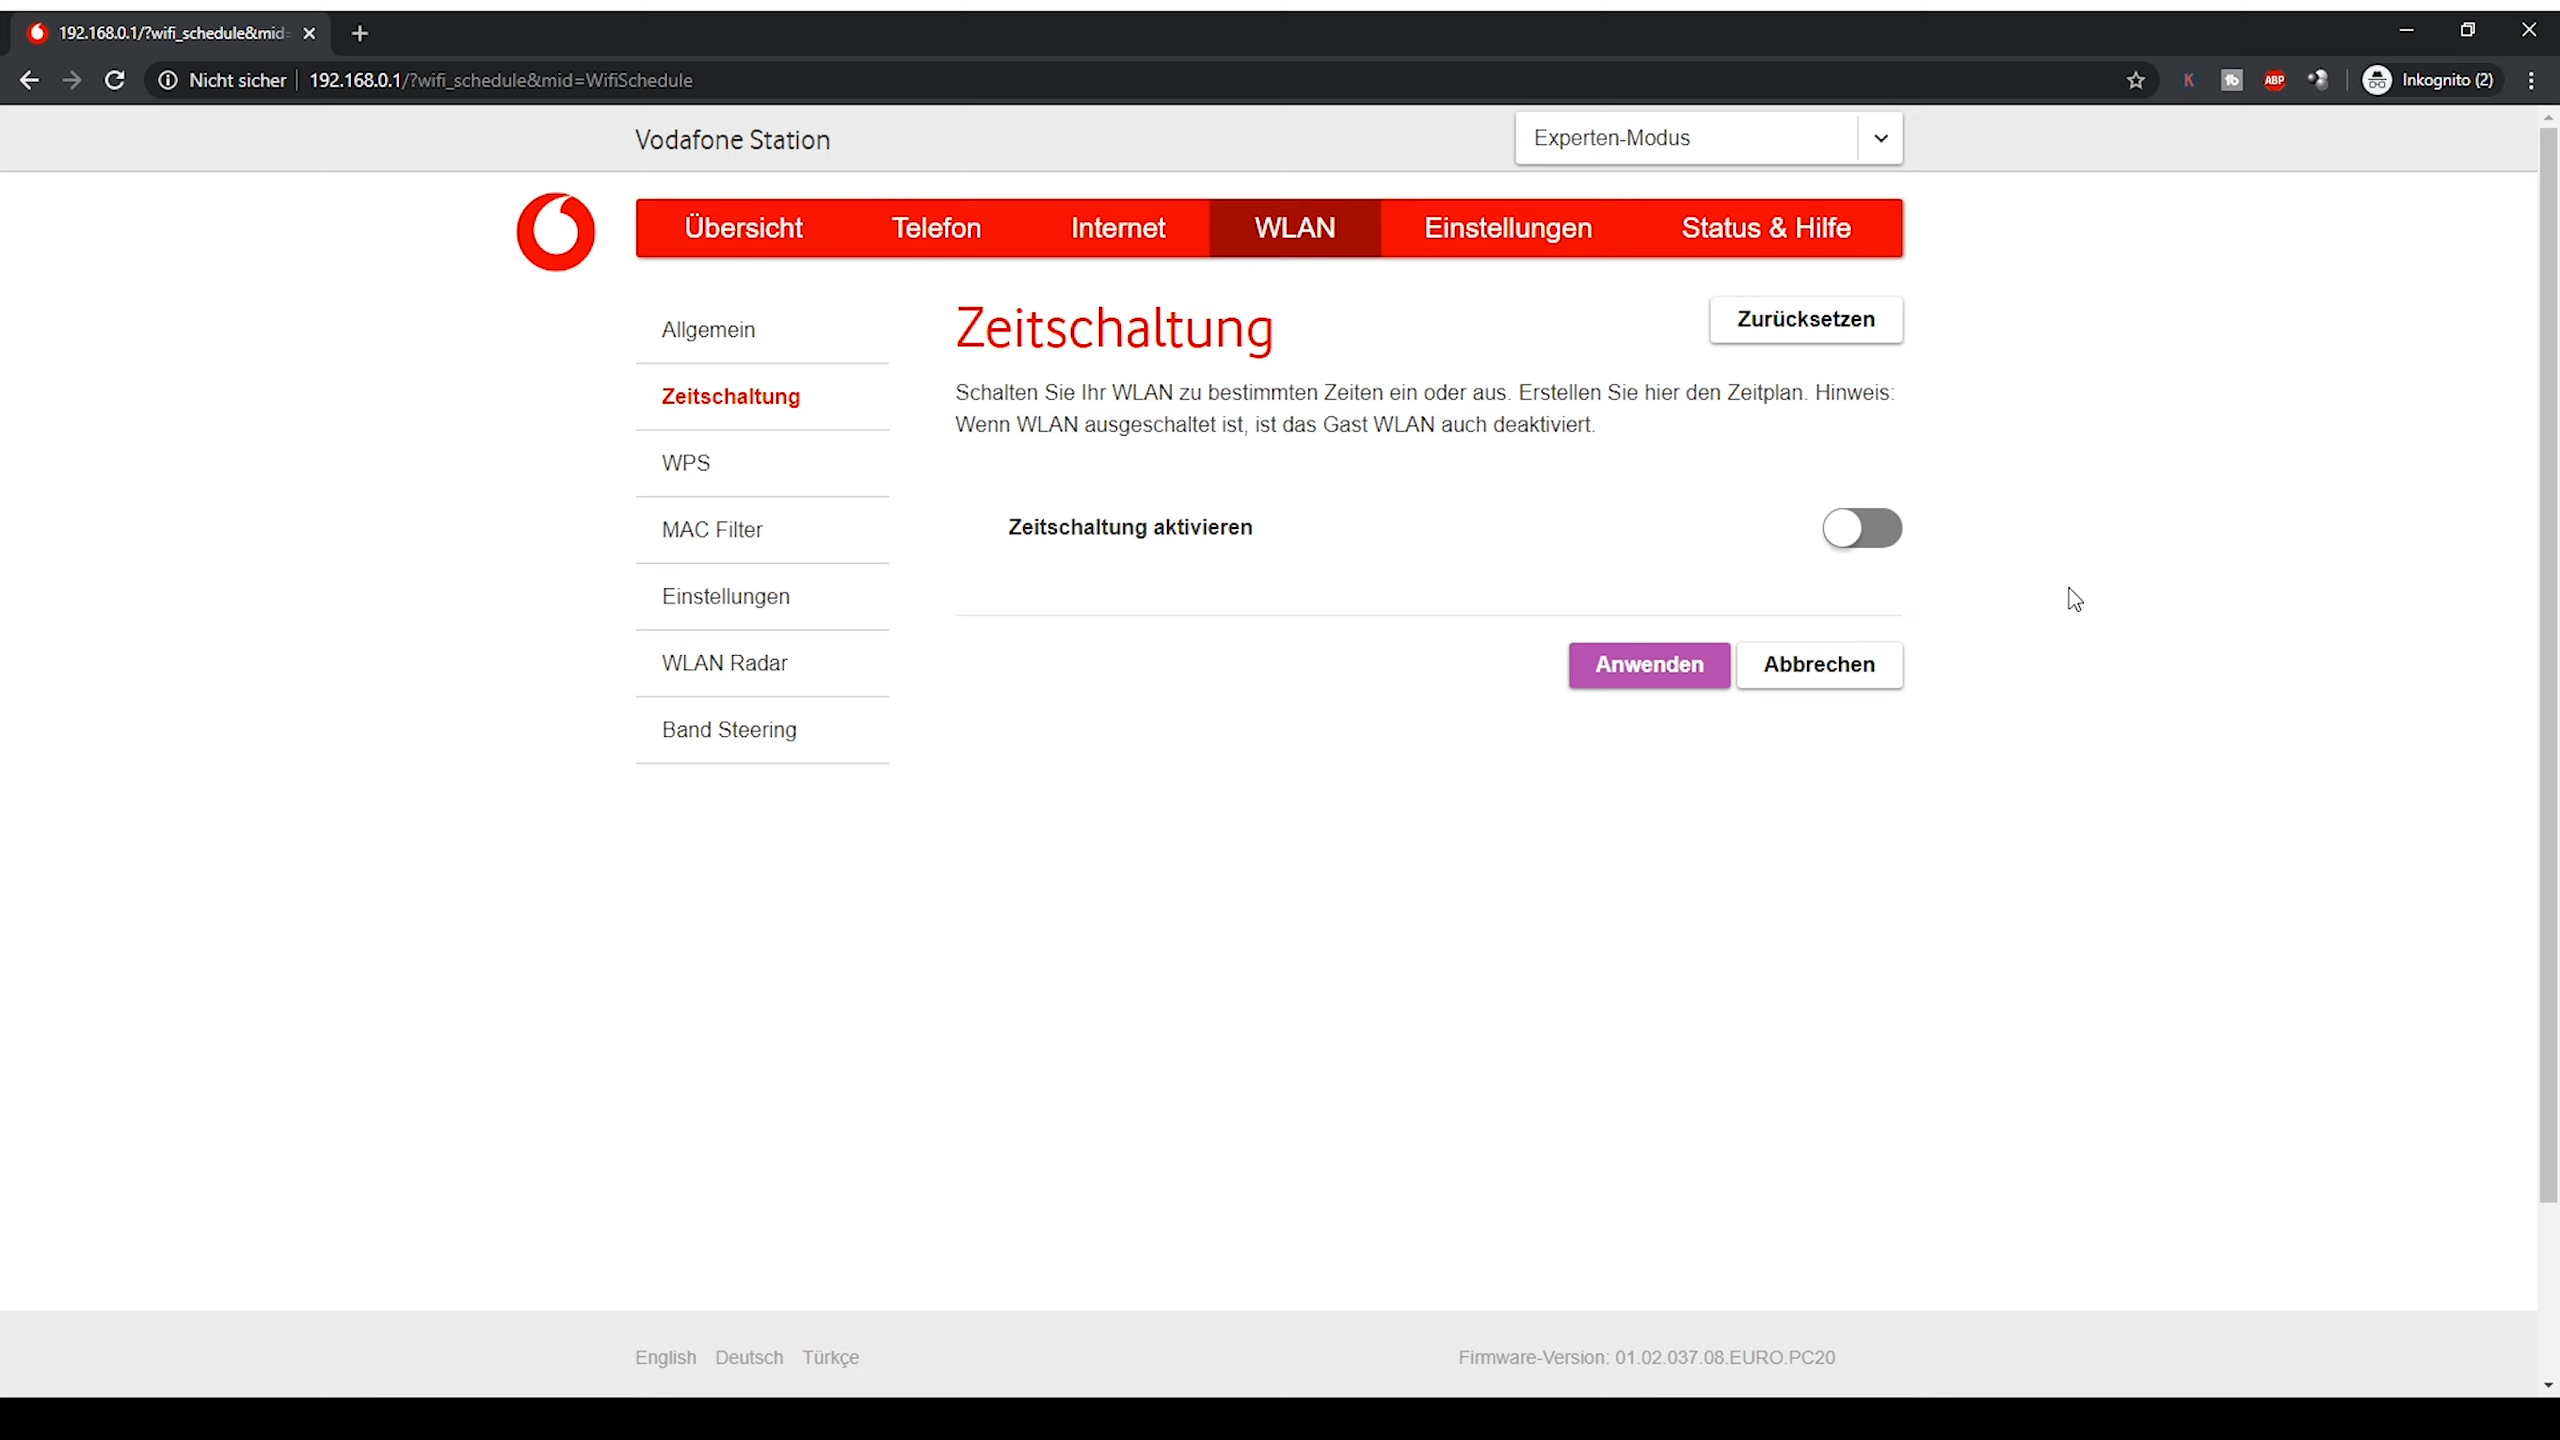 192.168.0.1/?wifi_schedule&mid=
Nicht sicher
192.168.0.1/?wifi_schedule&mid=WifiSchedule
K
tb
ABP
Inkognito (2)
Vodafone Station
Experten-Modus
Übersicht
Telefon
Internet
WLAN
Einstellungen
Status & Hilfe
Allgemein
Zeitschaltung
WPS
MAC Filter
Einstellungen
WLAN Radar
Band Steering
Zeitschaltung
Zurücksetzen
Schalten Sie Ihr WLAN zu bestimmten Zeiten ein oder aus. Erstellen Sie hier den Zeitplan. Hinweis:
Wenn WLAN ausgeschaltet ist, ist das Gast WLAN auch deaktiviert.
Zeitschaltung aktivieren
Anwenden
Abbrechen
English Deutsch Türkçe
Firmware-Version: 01.02.037.08.EURO.PC20